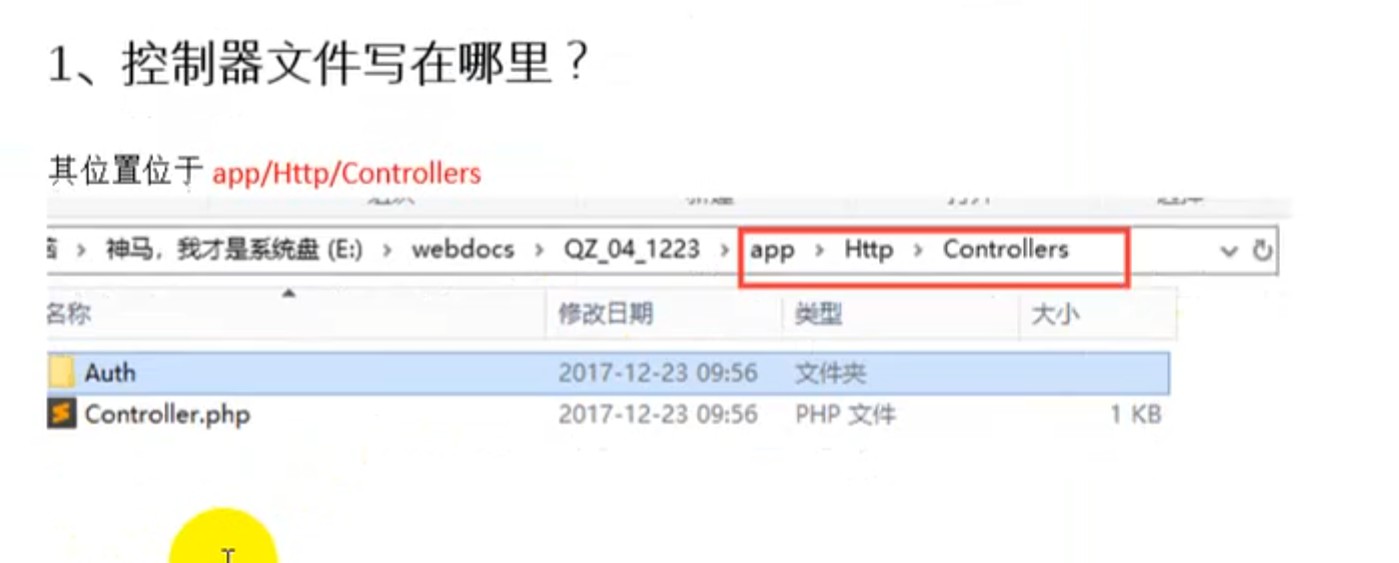 1、控制器文件写在哪里？
其位置位于 app/Http/Controllers
神马，我才是系统盘 (E:) › webdocs › QZ_04_1223 › app › Http › Controllers
名称 修改日期 类型 大小
Auth 2017-12-23 09:56 文件夹
Controller.php 2017-12-23 09:56 PHP 文件 1 KB